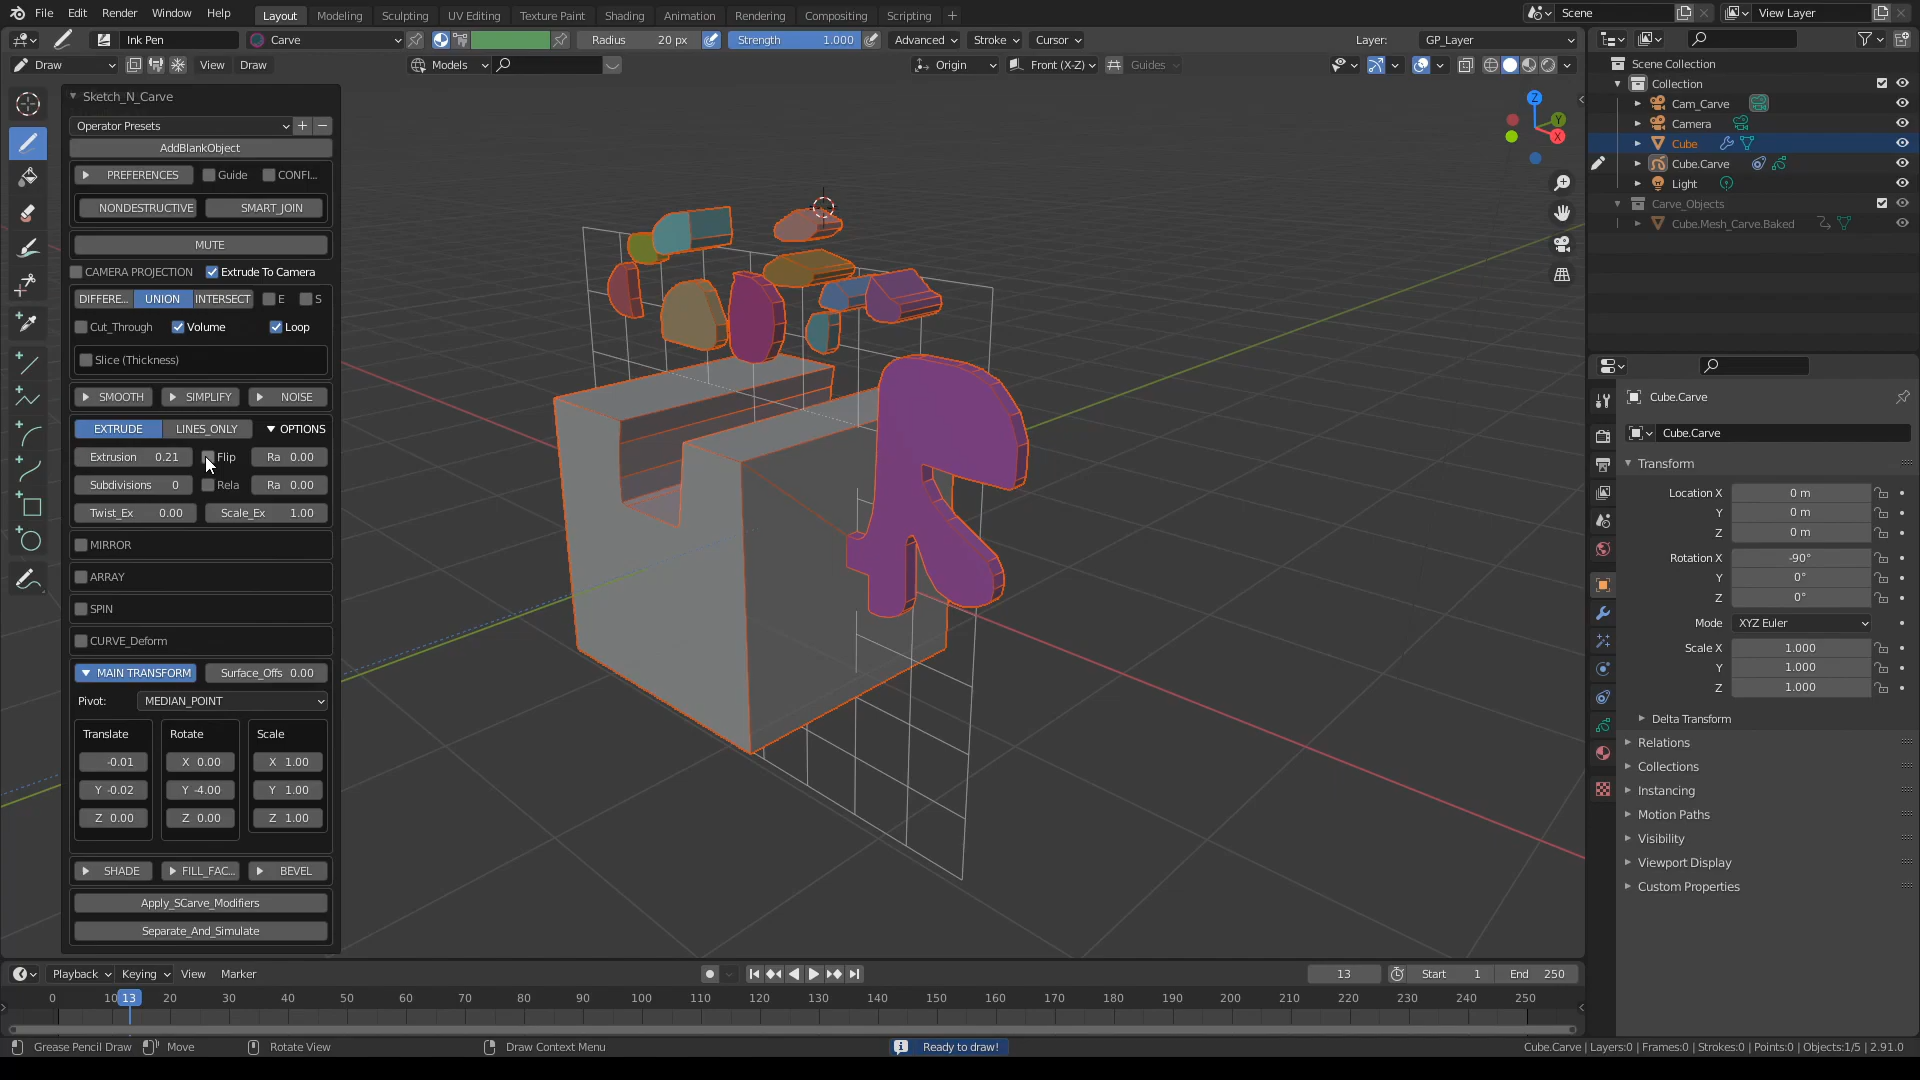 File Edit Render Window Help Layout Modeling Sculpting UV Editing Texture Paint Shading Animation Rendering Compositing Scripting + Scene View Layer
Ink Pen Carve Radius 20 px Strength 1.000 Advanced Stroke Cursor Layer: GP_Layer
Draw View Draw Models Origin Front (X-Z) Guides
Sketch_N_Carve
Operator Presets + −
AddBlankObject
PREFERENCES Guide CONFI...
NONDESTRUCTIVE SMART_JOIN
MUTE
CAMERA PROJECTION Extrude To Camera
DIFFERE... UNION INTERSECT E S
Cut_Through Volume Loop
Slice (Thickness)
SMOOTH SIMPLIFY NOISE
EXTRUDE LINES_ONLY OPTIONS
Extrusion 0.21 Flip Ra 0.00
Subdivisions 0 Rela Ra 0.00
Twist_Ex 0.00 Scale_Ex 1.00
MIRROR
ARRAY
SPIN
CURVE_Deform
MAIN TRANSFORM Surface_Offs 0.00
Pivot: MEDIAN_POINT
Translate Rotate Scale
-0.01 X 0.00 X 1.00
Y -0.02 Y -4.00 Y 1.00
Z 0.00 Z 0.00 Z 1.00
SHADE FILL_FAC... BEVEL
Apply_SCarve_Modifiers
Separate_And_Simulate
Z
Y
X
Scene Collection
Collection
Cam_Carve
Camera
Cube
Cube.Carve
Light
Carve_Objects
Cube.Mesh_Carve.Baked
Cube.Carve
Cube.Carve
Transform
Location X 0 m
Y 0 m
Z 0 m
Rotation X -90°
Y 0°
Z 0°
Mode XYZ Euler
Scale X 1.000
Y 1.000
Z 1.000
Delta Transform
Relations
Collections
Instancing
Motion Paths
Visibility
Viewport Display
Custom Properties
Playback Keying View Marker 13 Start 1 End 250
0 10 13 20 30 40 50 60 70 80 90 100 110 120 130 140 150 160 170 180 190 200 210 220 230 240 250
Grease Pencil Draw Move Rotate View Draw Context Menu Ready to draw! Cube.Carve | Layers:0 | Frames:0 | Strokes:0 | Points:0 | Objects:1/5 | 2.91.0